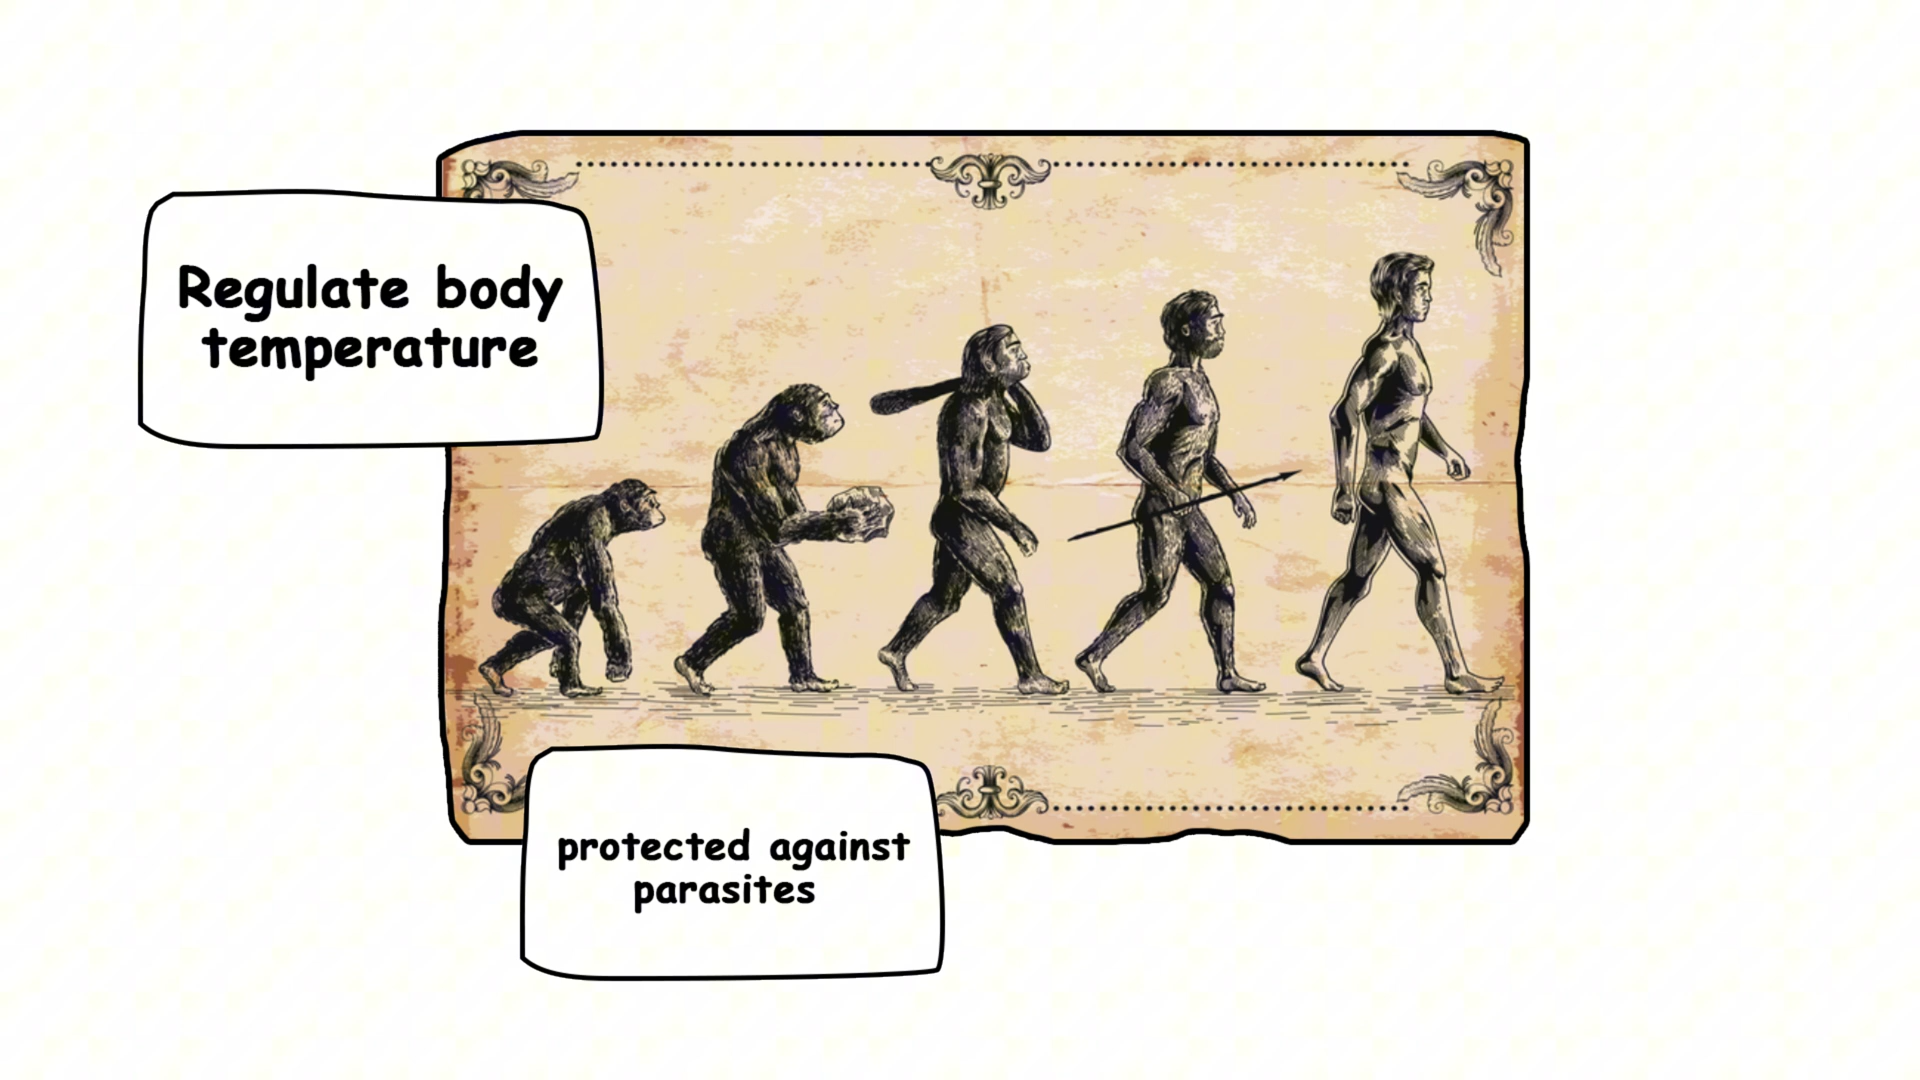 Regulate body
temperature
protected against
parasites